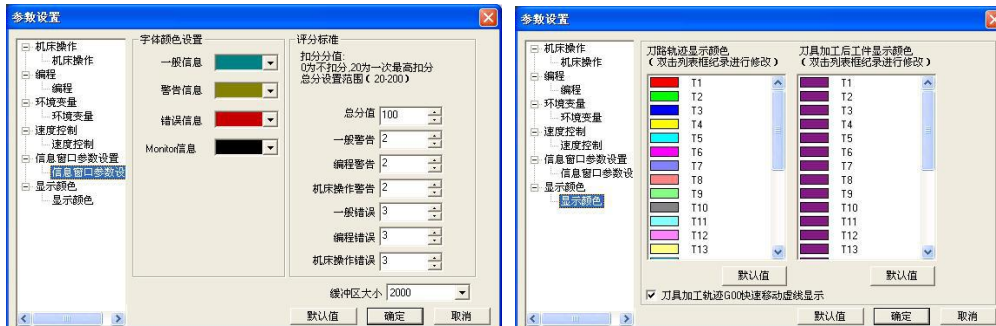 参数设置
机床操作
机床操作
编程
编程
环境变量
环境变量
速度控制
速度控制
信息窗口参数设置
信息窗口参数设
显示颜色
显示颜色
字体颜色设置
一般信息
警告信息
错误信息
Monitor信息
评分标准
扣分分值:
0为不扣分,20为一次最高扣分
总分设置范围(20-200)
总分值 100
一般警告 2
编程警告 2
机床操作警告 2
一般错误 3
编程错误 3
机床操作错误 3
缓冲区大小 2000
默认值 确定 取消
参数设置
机床操作
机床操作
编程
编程
环境变量
环境变量
速度控制
速度控制
信息窗口参数设置
信息窗口参数设
显示颜色
显示颜色
刀路轨迹显示颜色
(双击列表框纪录进行修改)
T1
T2
T3
T4
T5
T6
T7
T8
T9
T10
T11
T12
T13
默认值
刀具加工后工件显示颜色
(双击列表框纪录进行修改)
T1
T2
T3
T4
T5
T6
T7
T8
T9
T10
T11
T12
T13
默认值
刀具加工轨迹G00快速移动虚线显示
默认值 确定 取消